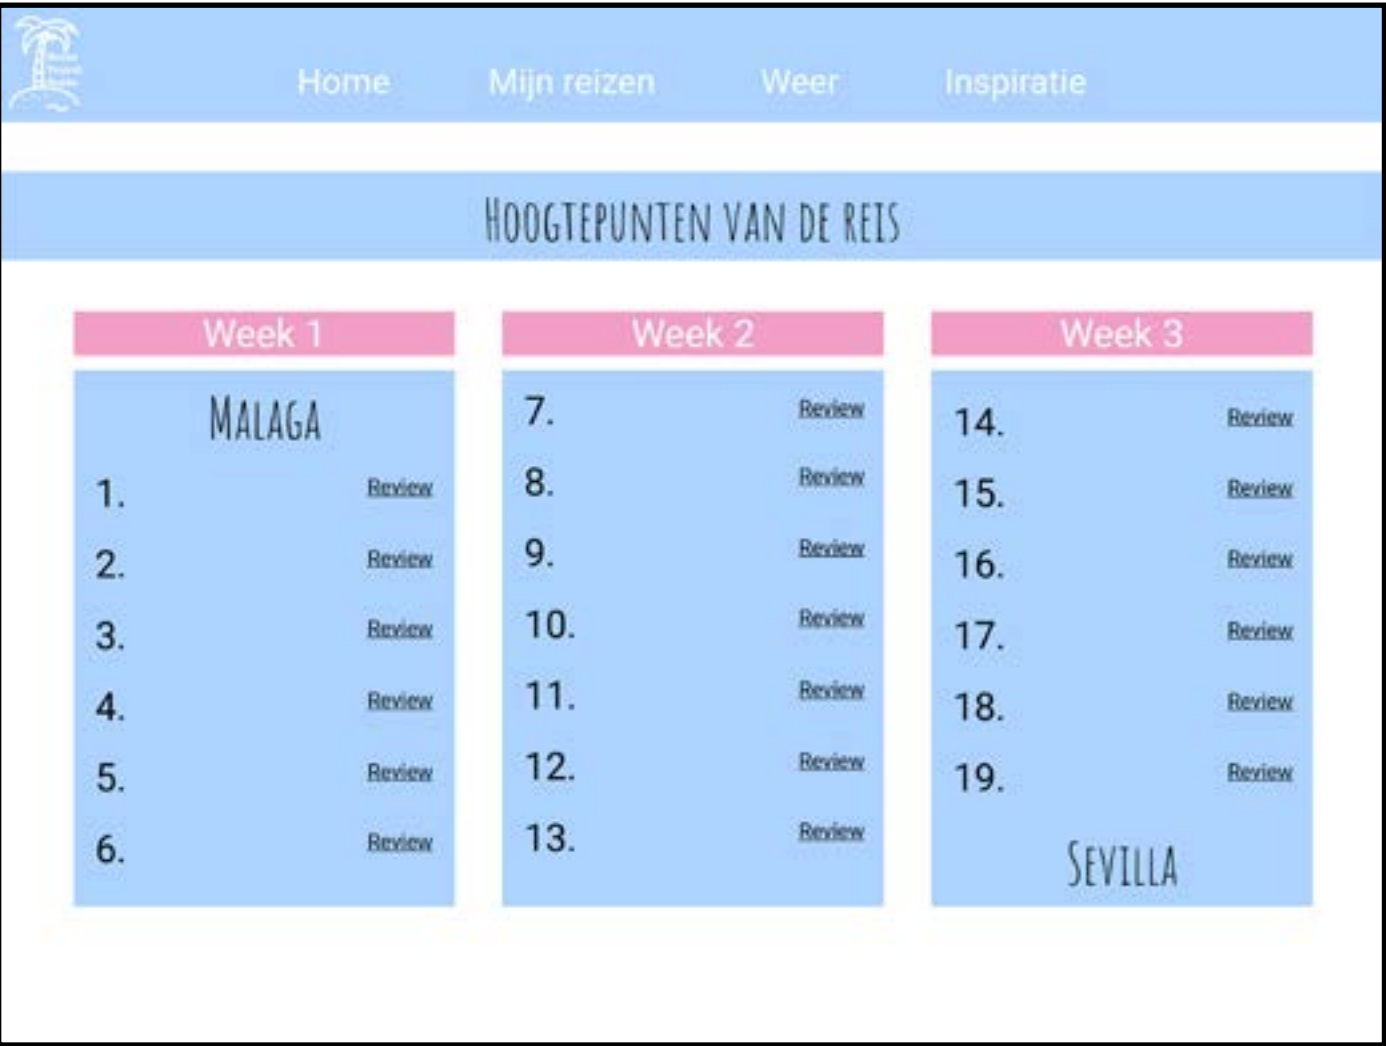 Home Mijn reizen Weer Inspiratie
Hoogtepunten van de reis
Week 1
Malaga
1. Review
2. Review
3. Review
4. Review
5. Review
6. Review
Week 2
7. Review
8. Review
9. Review
10. Review
11. Review
12. Review
13. Review
Week 3
14. Review
15. Review
16. Review
17. Review
18. Review
19. Review
Sevilla